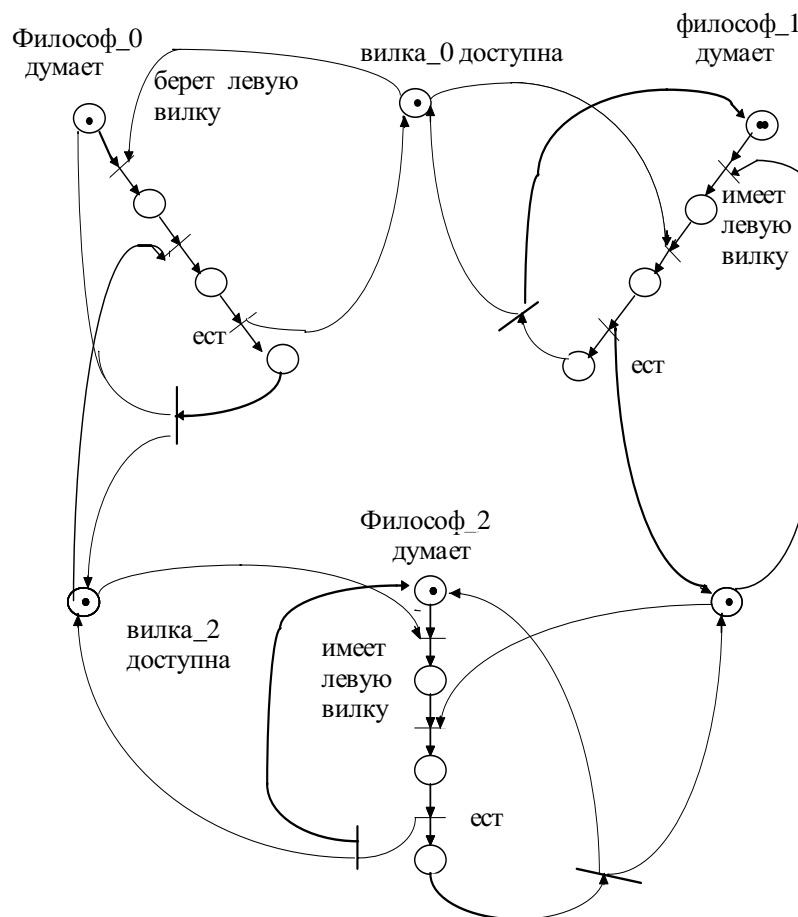 Философ_0
думает
берет левую
вилку
вилка_0 доступна
философ_1
думает
имеет
левую
вилку
ест
ест
Философ_2
думает
вилка_2
доступна
имеет
левую
вилку
ест